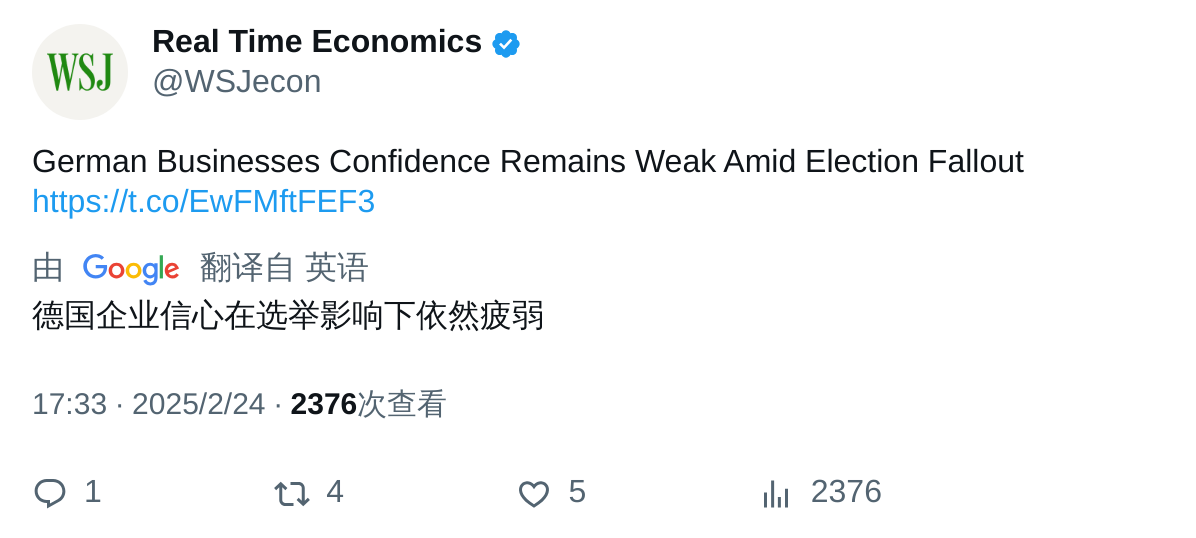 WSJ
Real Time Economics
@WSJecon
German Businesses Confidence Remains Weak Amid Election Fallout
https://t.co/EwFMftFEF3
由 Google 翻译自 英语
德国企业信心在选举影响下依然疲弱
17:33 · 2025/2/24 · 2376次查看
1 4 5 2376